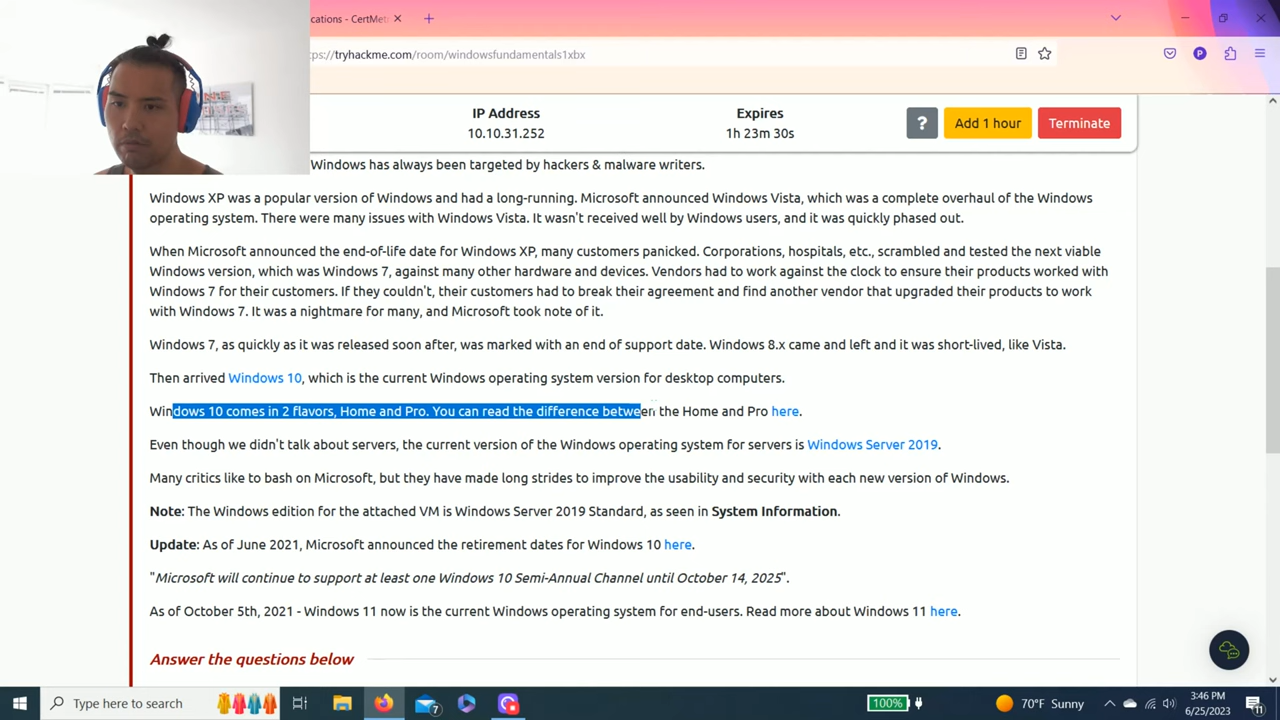 ications - CertMet
ps://tryhackme.com/room/windowsfundamentals1xbx
IP Address
10.10.31.252
Expires
1h 23m 30s
?
Add 1 hour
Terminate
Windows has always been targeted by hackers & malware writers.
Windows XP was a popular version of Windows and had a long-running. Microsoft announced Windows Vista, which was a complete overhaul of the Windows
operating system. There were many issues with Windows Vista. It wasn't received well by Windows users, and it was quickly phased out.
When Microsoft announced the end-of-life date for Windows XP, many customers panicked. Corporations, hospitals, etc., scrambled and tested the next viable
Windows version, which was Windows 7, against many other hardware and devices. Vendors had to work against the clock to ensure their products worked with
Windows 7 for their customers. If they couldn't, their customers had to break their agreement and find another vendor that upgraded their products to work
with Windows 7. It was a nightmare for many, and Microsoft took note of it.
Windows 7, as quickly as it was released soon after, was marked with an end of support date. Windows 8.x came and left and it was short-lived, like Vista.
Then arrived Windows 10, which is the current Windows operating system version for desktop computers.
Windows 10 comes in 2 flavors, Home and Pro. You can read the difference between the Home and Pro here.
Even though we didn't talk about servers, the current version of the Windows operating system for servers is Windows Server 2019.
Many critics like to bash on Microsoft, but they have made long strides to improve the usability and security with each new version of Windows.
Note: The Windows edition for the attached VM is Windows Server 2019 Standard, as seen in System Information.
Update: As of June 2021, Microsoft announced the retirement dates for Windows 10 here.
"Microsoft will continue to support at least one Windows 10 Semi-Annual Channel until October 14, 2025".
As of October 5th, 2021 - Windows 11 now is the current Windows operating system for end-users. Read more about Windows 11 here.
Answer the questions below
Type here to search
7
100%
70°F Sunny
3:46 PM
6/25/2023
11